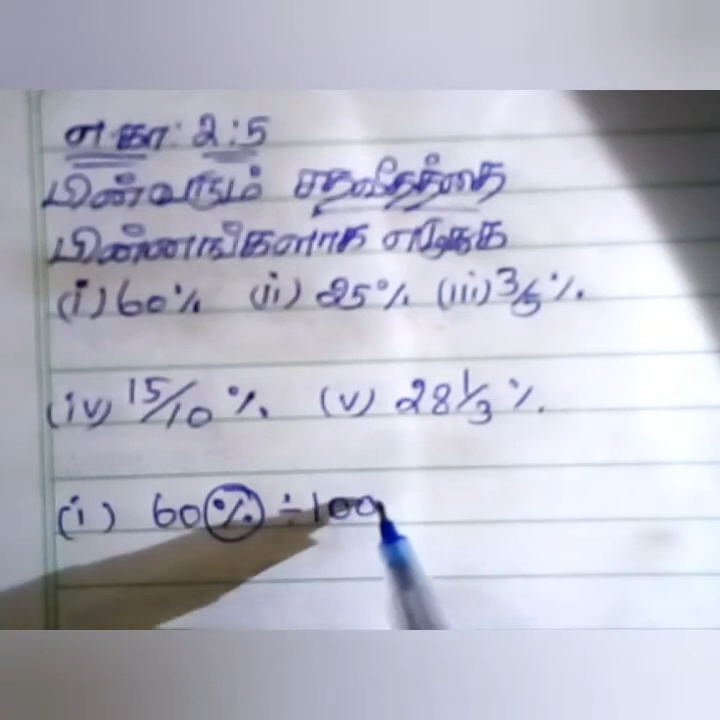 எ.கா: 2:5
பின்வரும் சதவீதத்தை
பின்னங்களாக எழுதுக
(i) 60% (ii) 25% (iii) 3/5 %.
(iv) 15/10 %. (v) 28 1/3 %.
(i) 60% ÷100